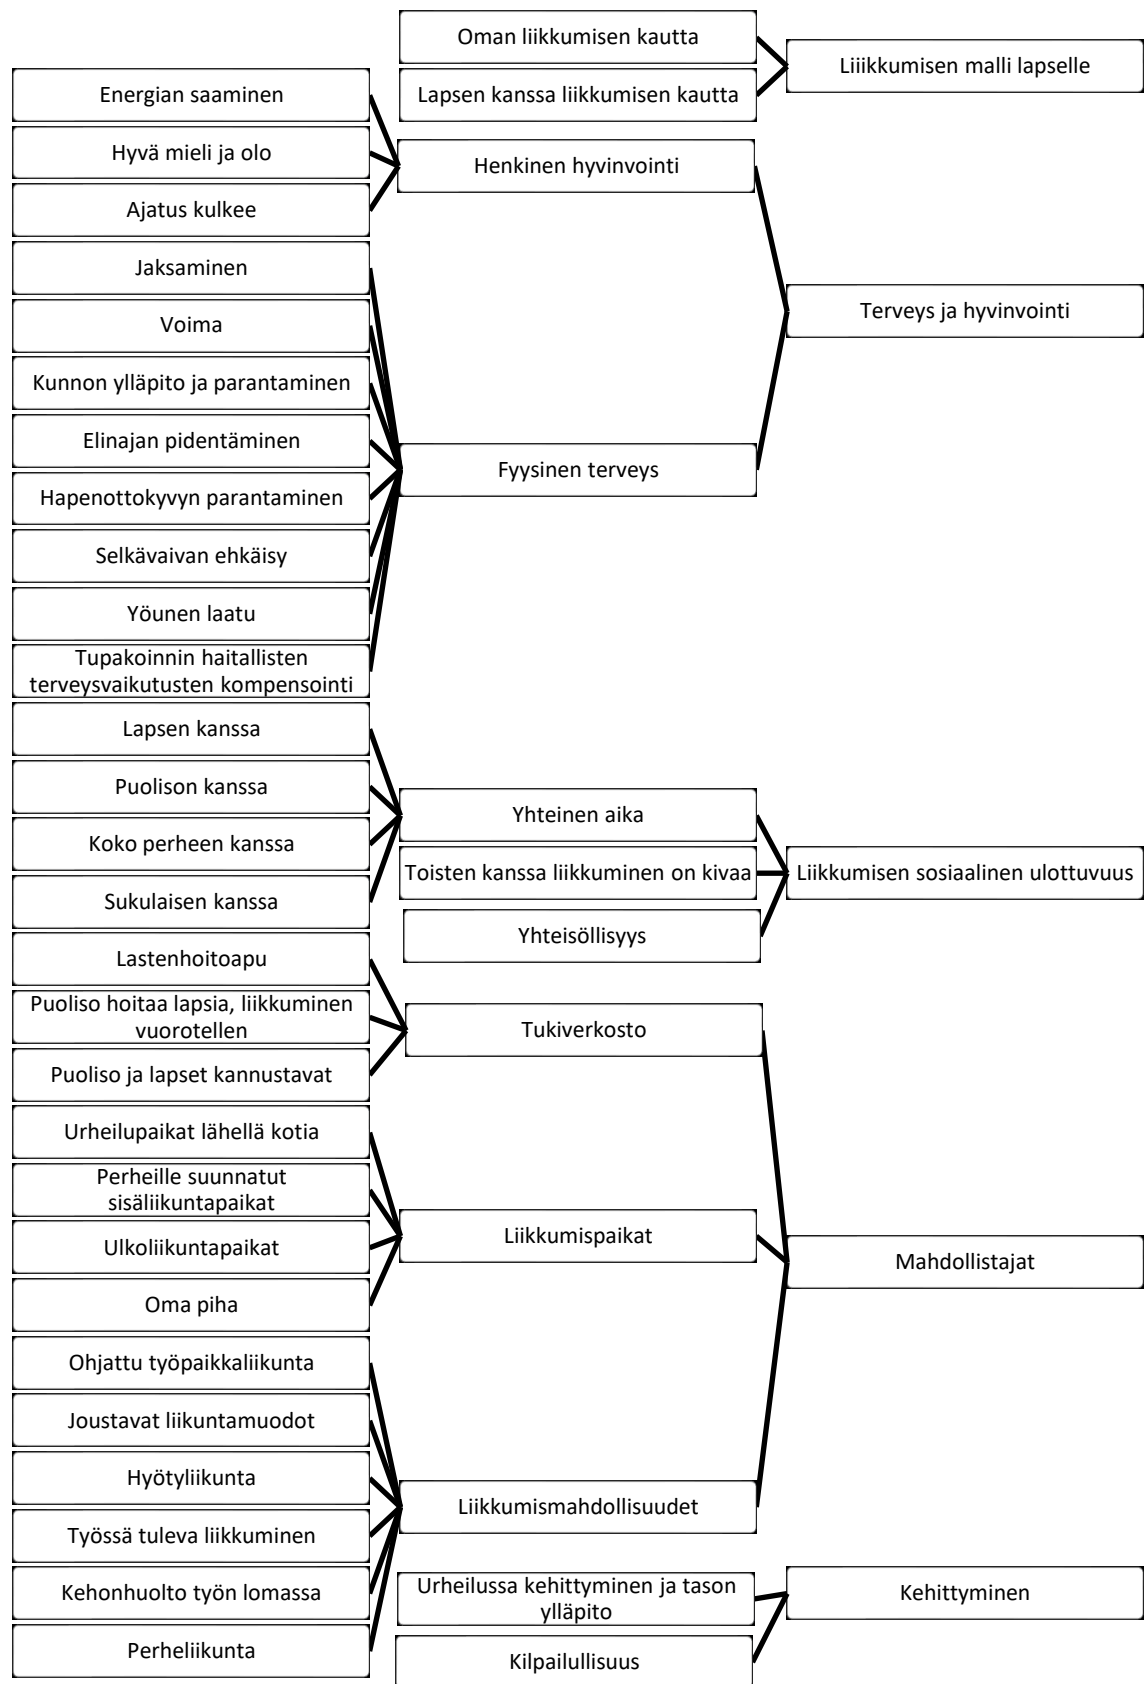 Oman liikkumisen kautta
Liiikkumisen malli lapselle
Energian saaminen
Lapsen kanssa liikkumisen kautta
Hyvä mieli ja olo
Henkinen hyvinvointi
Ajatus kulkee
Jaksaminen
Terveys ja hyvinvointi
Voima
Kunnon ylläpito ja parantaminen
Elinajan pidentäminen
Fyysinen terveys
Hapenottokyvyn parantaminen
Selkävaivan ehkäisy
Yöunen laatu
Tupakoinnin haitallisten
terveysvaikutusten kompensointi
Lapsen kanssa
Puolison kanssa
Yhteinen aika
Koko perheen kanssa
Toisten kanssa liikkuminen on kivaa
Liikkumisen sosiaalinen ulottuvuus
Sukulaisen kanssa
Yhteisöllisyys
Lastenhoitoapu
Puoliso hoitaa lapsia, liikkuminen
vuorotellen
Tukiverkosto
Puoliso ja lapset kannustavat
Urheilupaikat lähellä kotia
Perheille suunnatut
sisäliikuntapaikat
Liikkumispaikat
Ulkoliikuntapaikat
Mahdollistajat
Oma piha
Ohjattu työpaikkaliikunta
Joustavat liikuntamuodot
Hyötyliikunta
Liikkumismahdollisuudet
Työssä tuleva liikkuminen
Kehonhuolto työn lomassa
Urheilussa kehittyminen ja tason
ylläpito
Kehittyminen
Perheliikunta
Kilpailullisuus